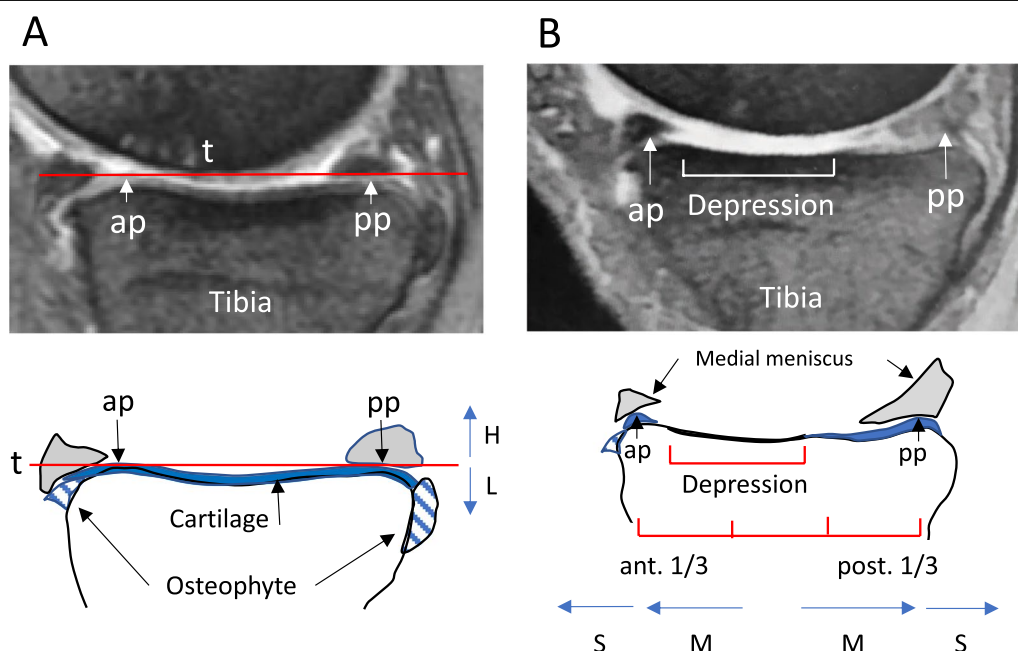 A
t
ap
pp
Tibia
ap
pp
t
H
L
Cartilage
Osteophyte
B
ap
Depression
pp
Tibia
Medial meniscus
ap
pp
Depression
ant. 1/3
post. 1/3
S
M
M
S